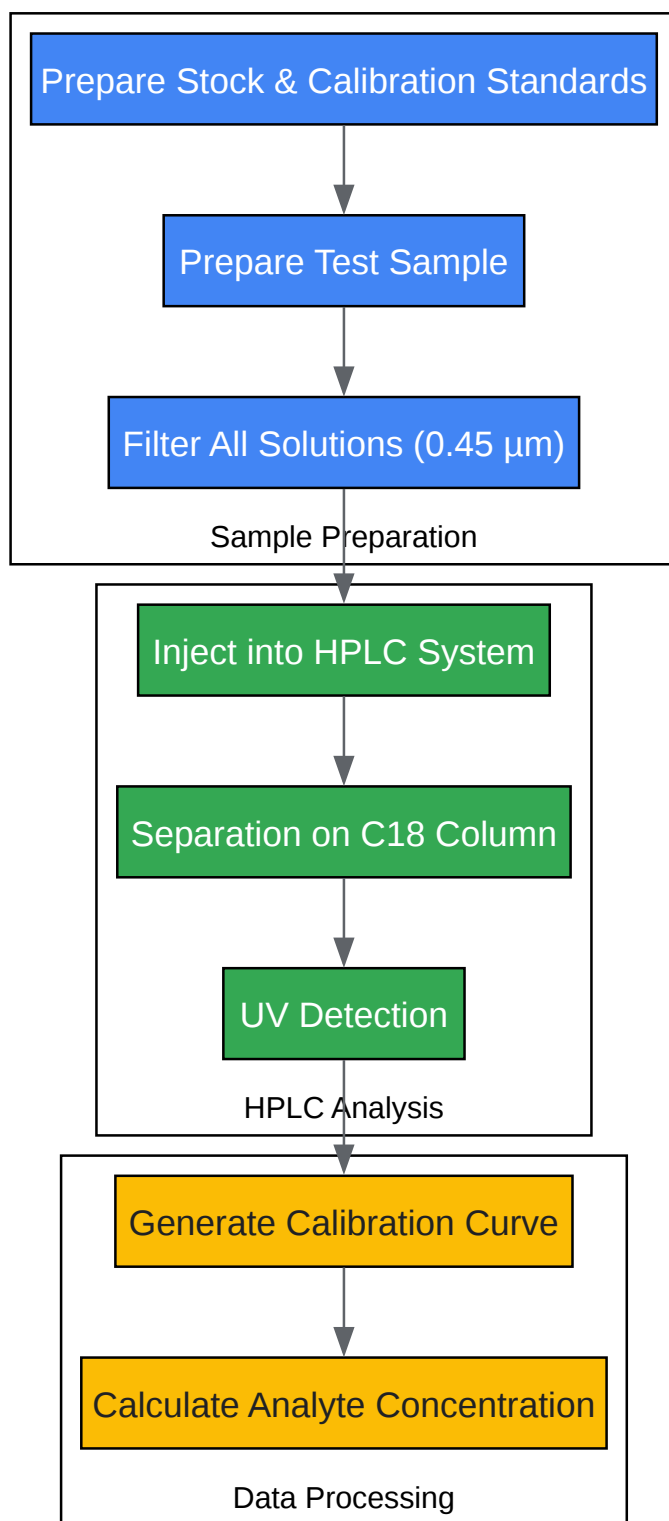 Prepare Stock & Calibration Standards
Prepare Test Sample
Filter All Solutions (0.45 µm)
Sample Preparation
Inject into HPLC System
Separation on C18 Column
UV Detection
HPLC Analysis
Generate Calibration Curve
Calculate Analyte Concentration
Data Processing